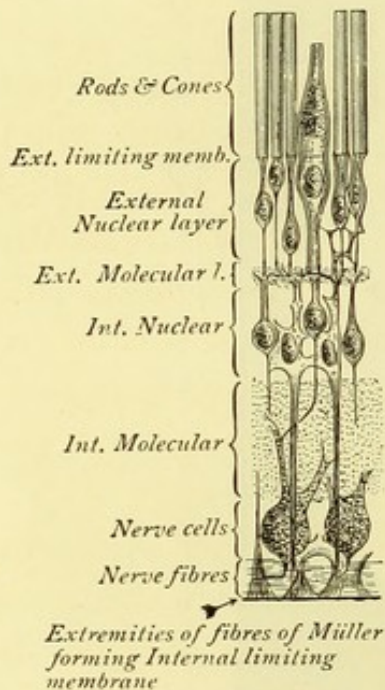 Rods & Cones
Ext. limiting memb.
External
Nuclear layer
Ext. Molecular l.
Int. Nuclear
Int. Molecular
Nerve cells
Nerve fibres
Extremities of fibres of Müller
forming Internal limiting
membrane